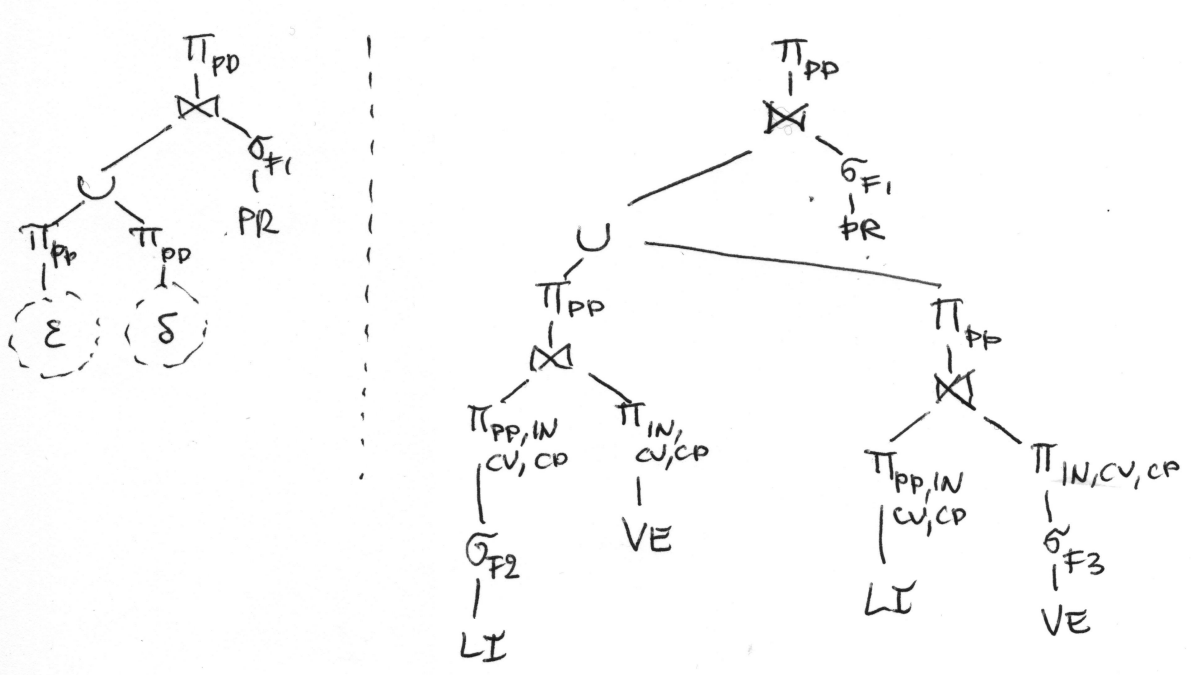 Π PD
⋈
σ F1
∪
PR
Π PP Π PD
ε δ
Π PP
⋈
σ F1
PR
∪
Π PP
⋈
Π PP, IN
CV, CP
Π IN,
CV, CP
VE
σ F2
LI
Π PP
⋈
Π PP, IN
CV, CP
Π IN, CV, CP
σ F3
LI
VE